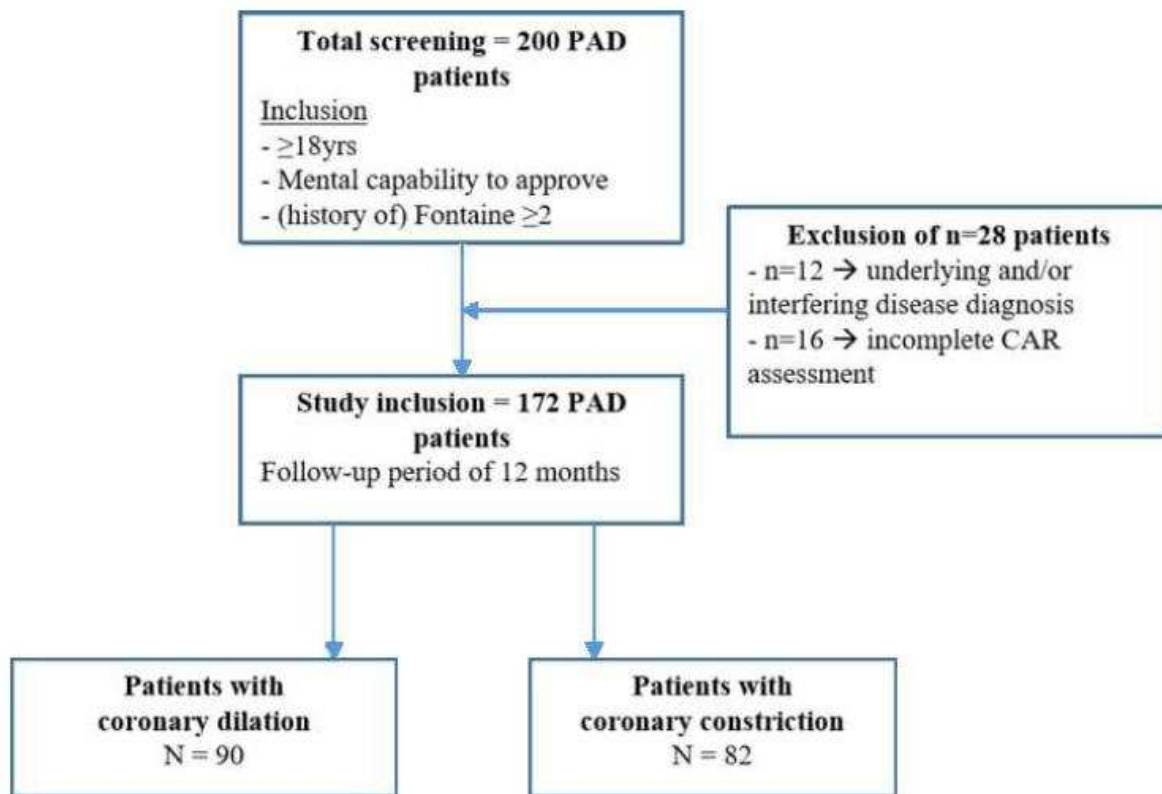 Total screening = 200 PAD
patients
Inclusion
- ≥18yrs
- Mental capability to approve
- (history of) Fontaine ≥2
Exclusion of n=28 patients
- n=12 → underlying and/or
interfering disease diagnosis
- n=16 → incomplete CAR
assessment
Study inclusion = 172 PAD
patients
Follow-up period of 12 months
Patients with
coronary dilation
N = 90
Patients with
coronary constriction
N = 82